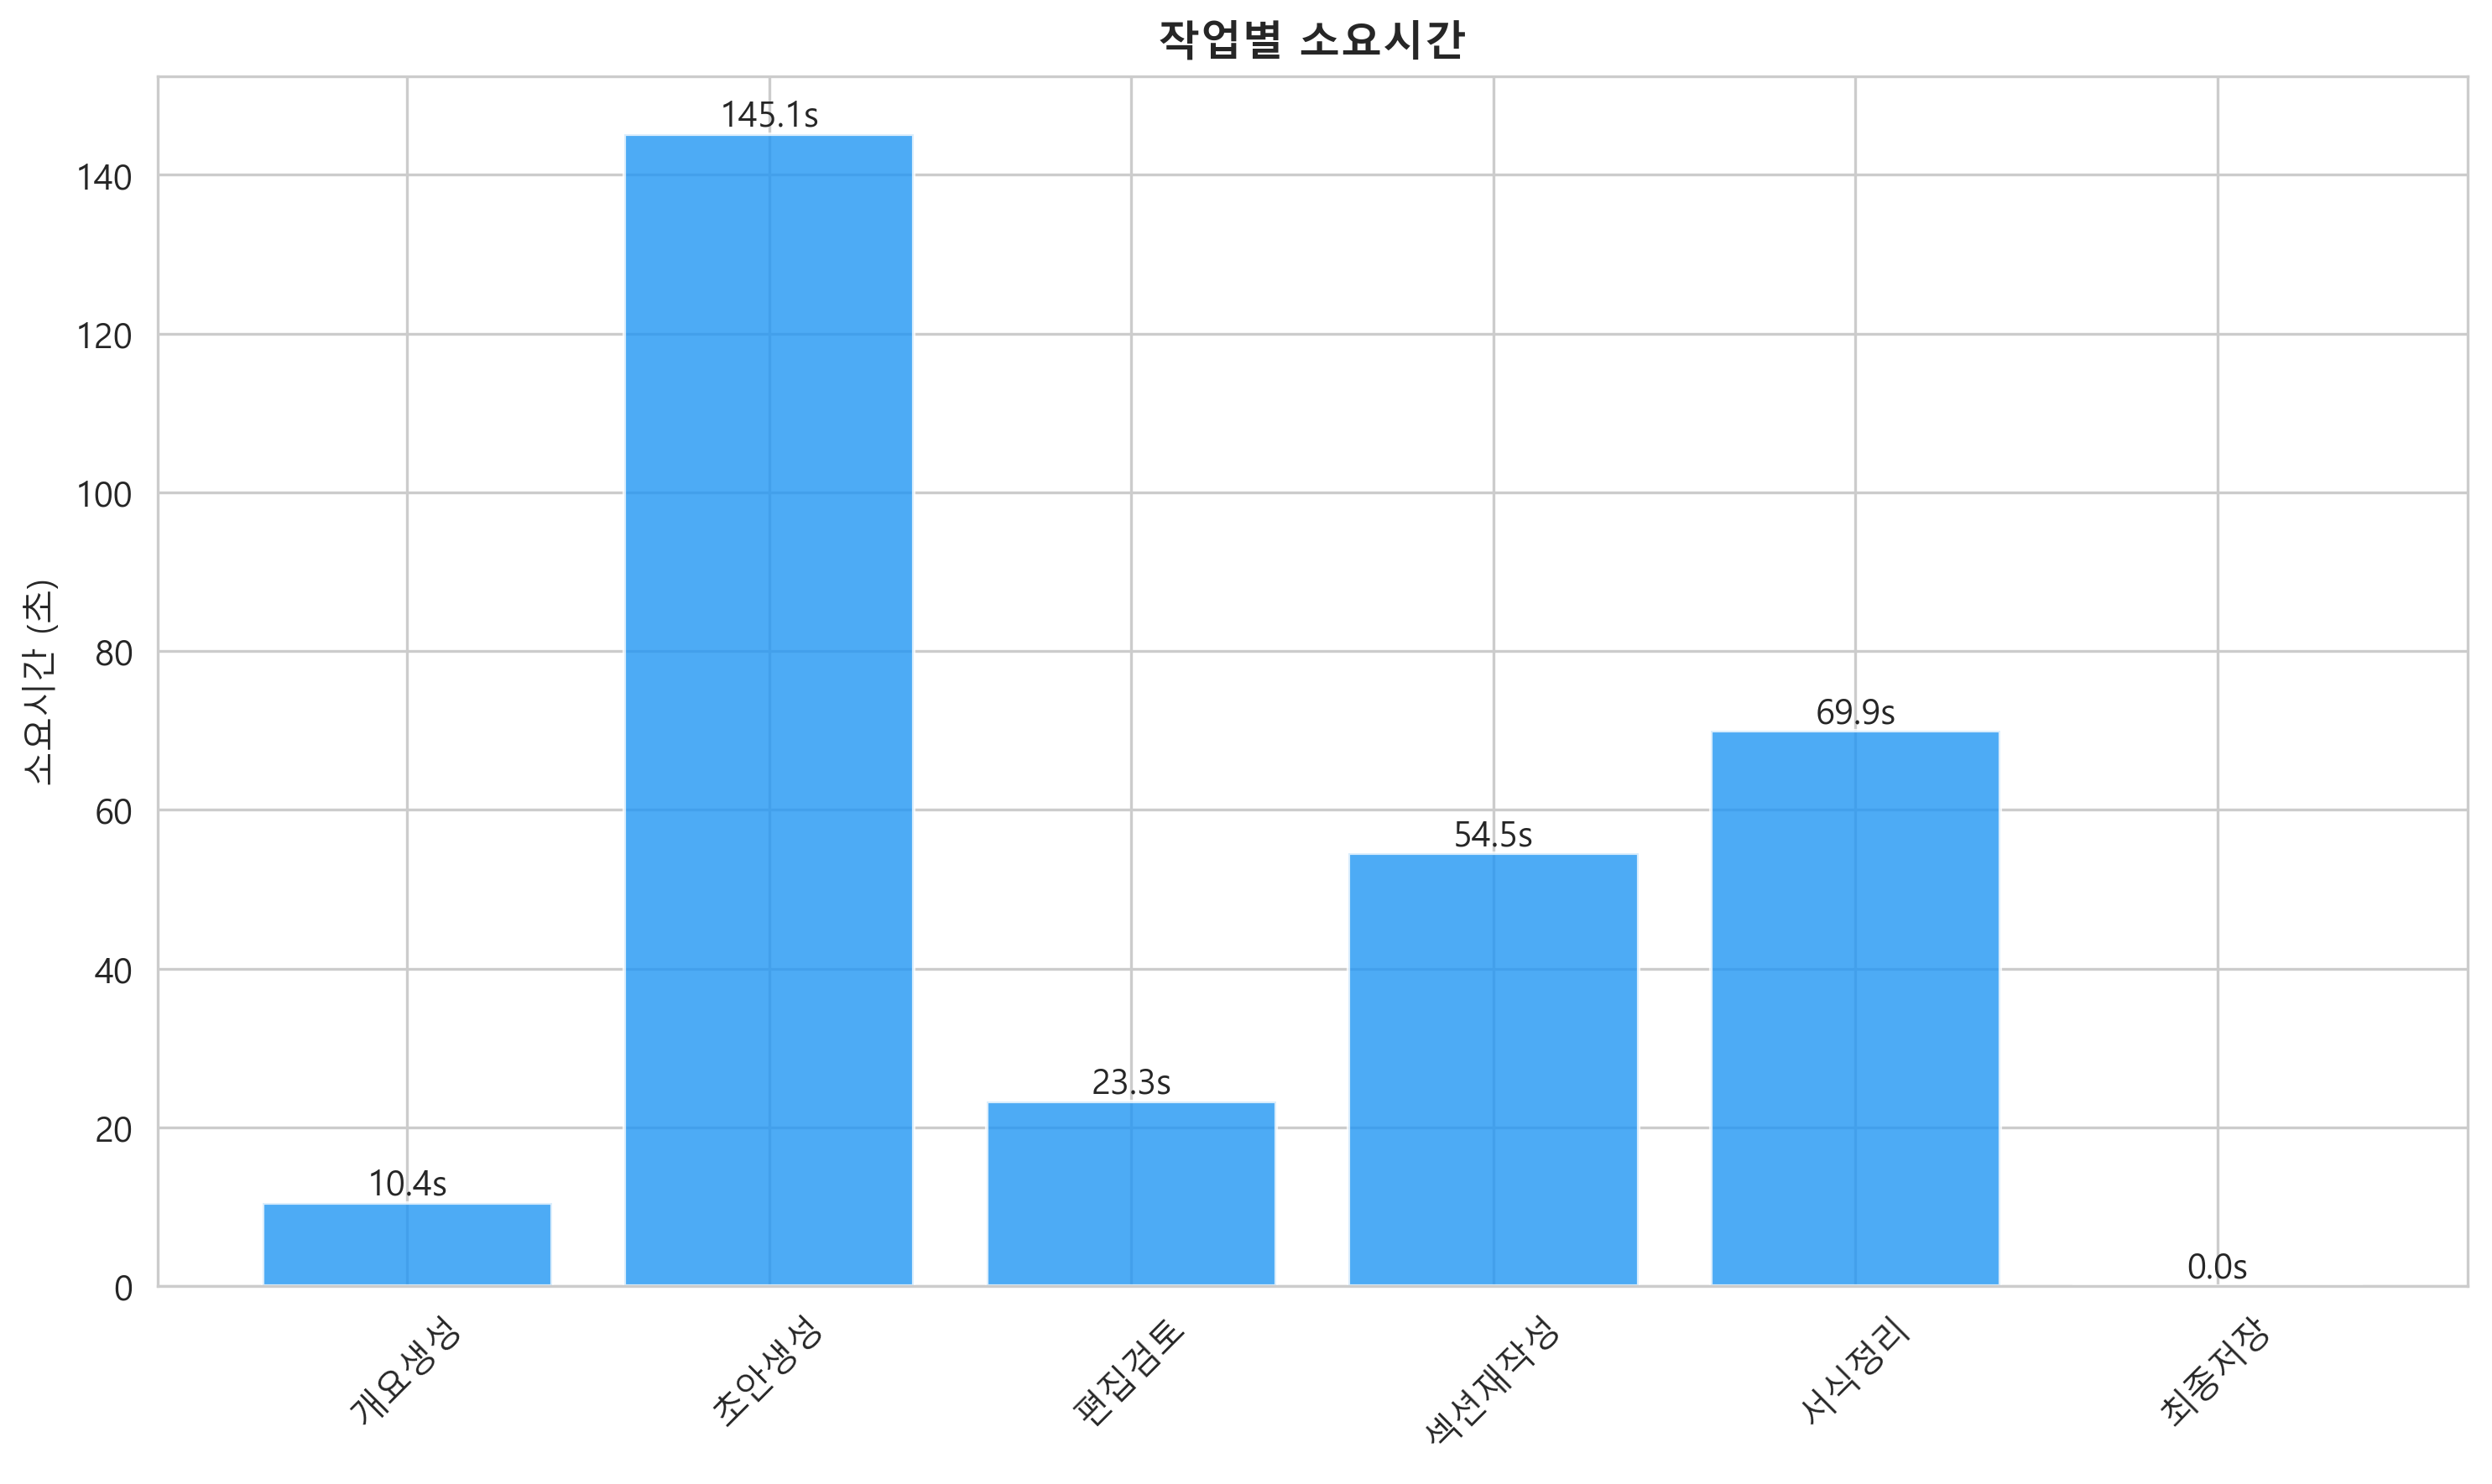 작업별 소요시간
소요시간 (초)
140
120
100
80
60
40
20
0
10.4s
145.1s
23.3s
54.5s
69.9s
0.0s
개요생성
초안생성
편집검토
섹션재작성
서식정리
최종저장